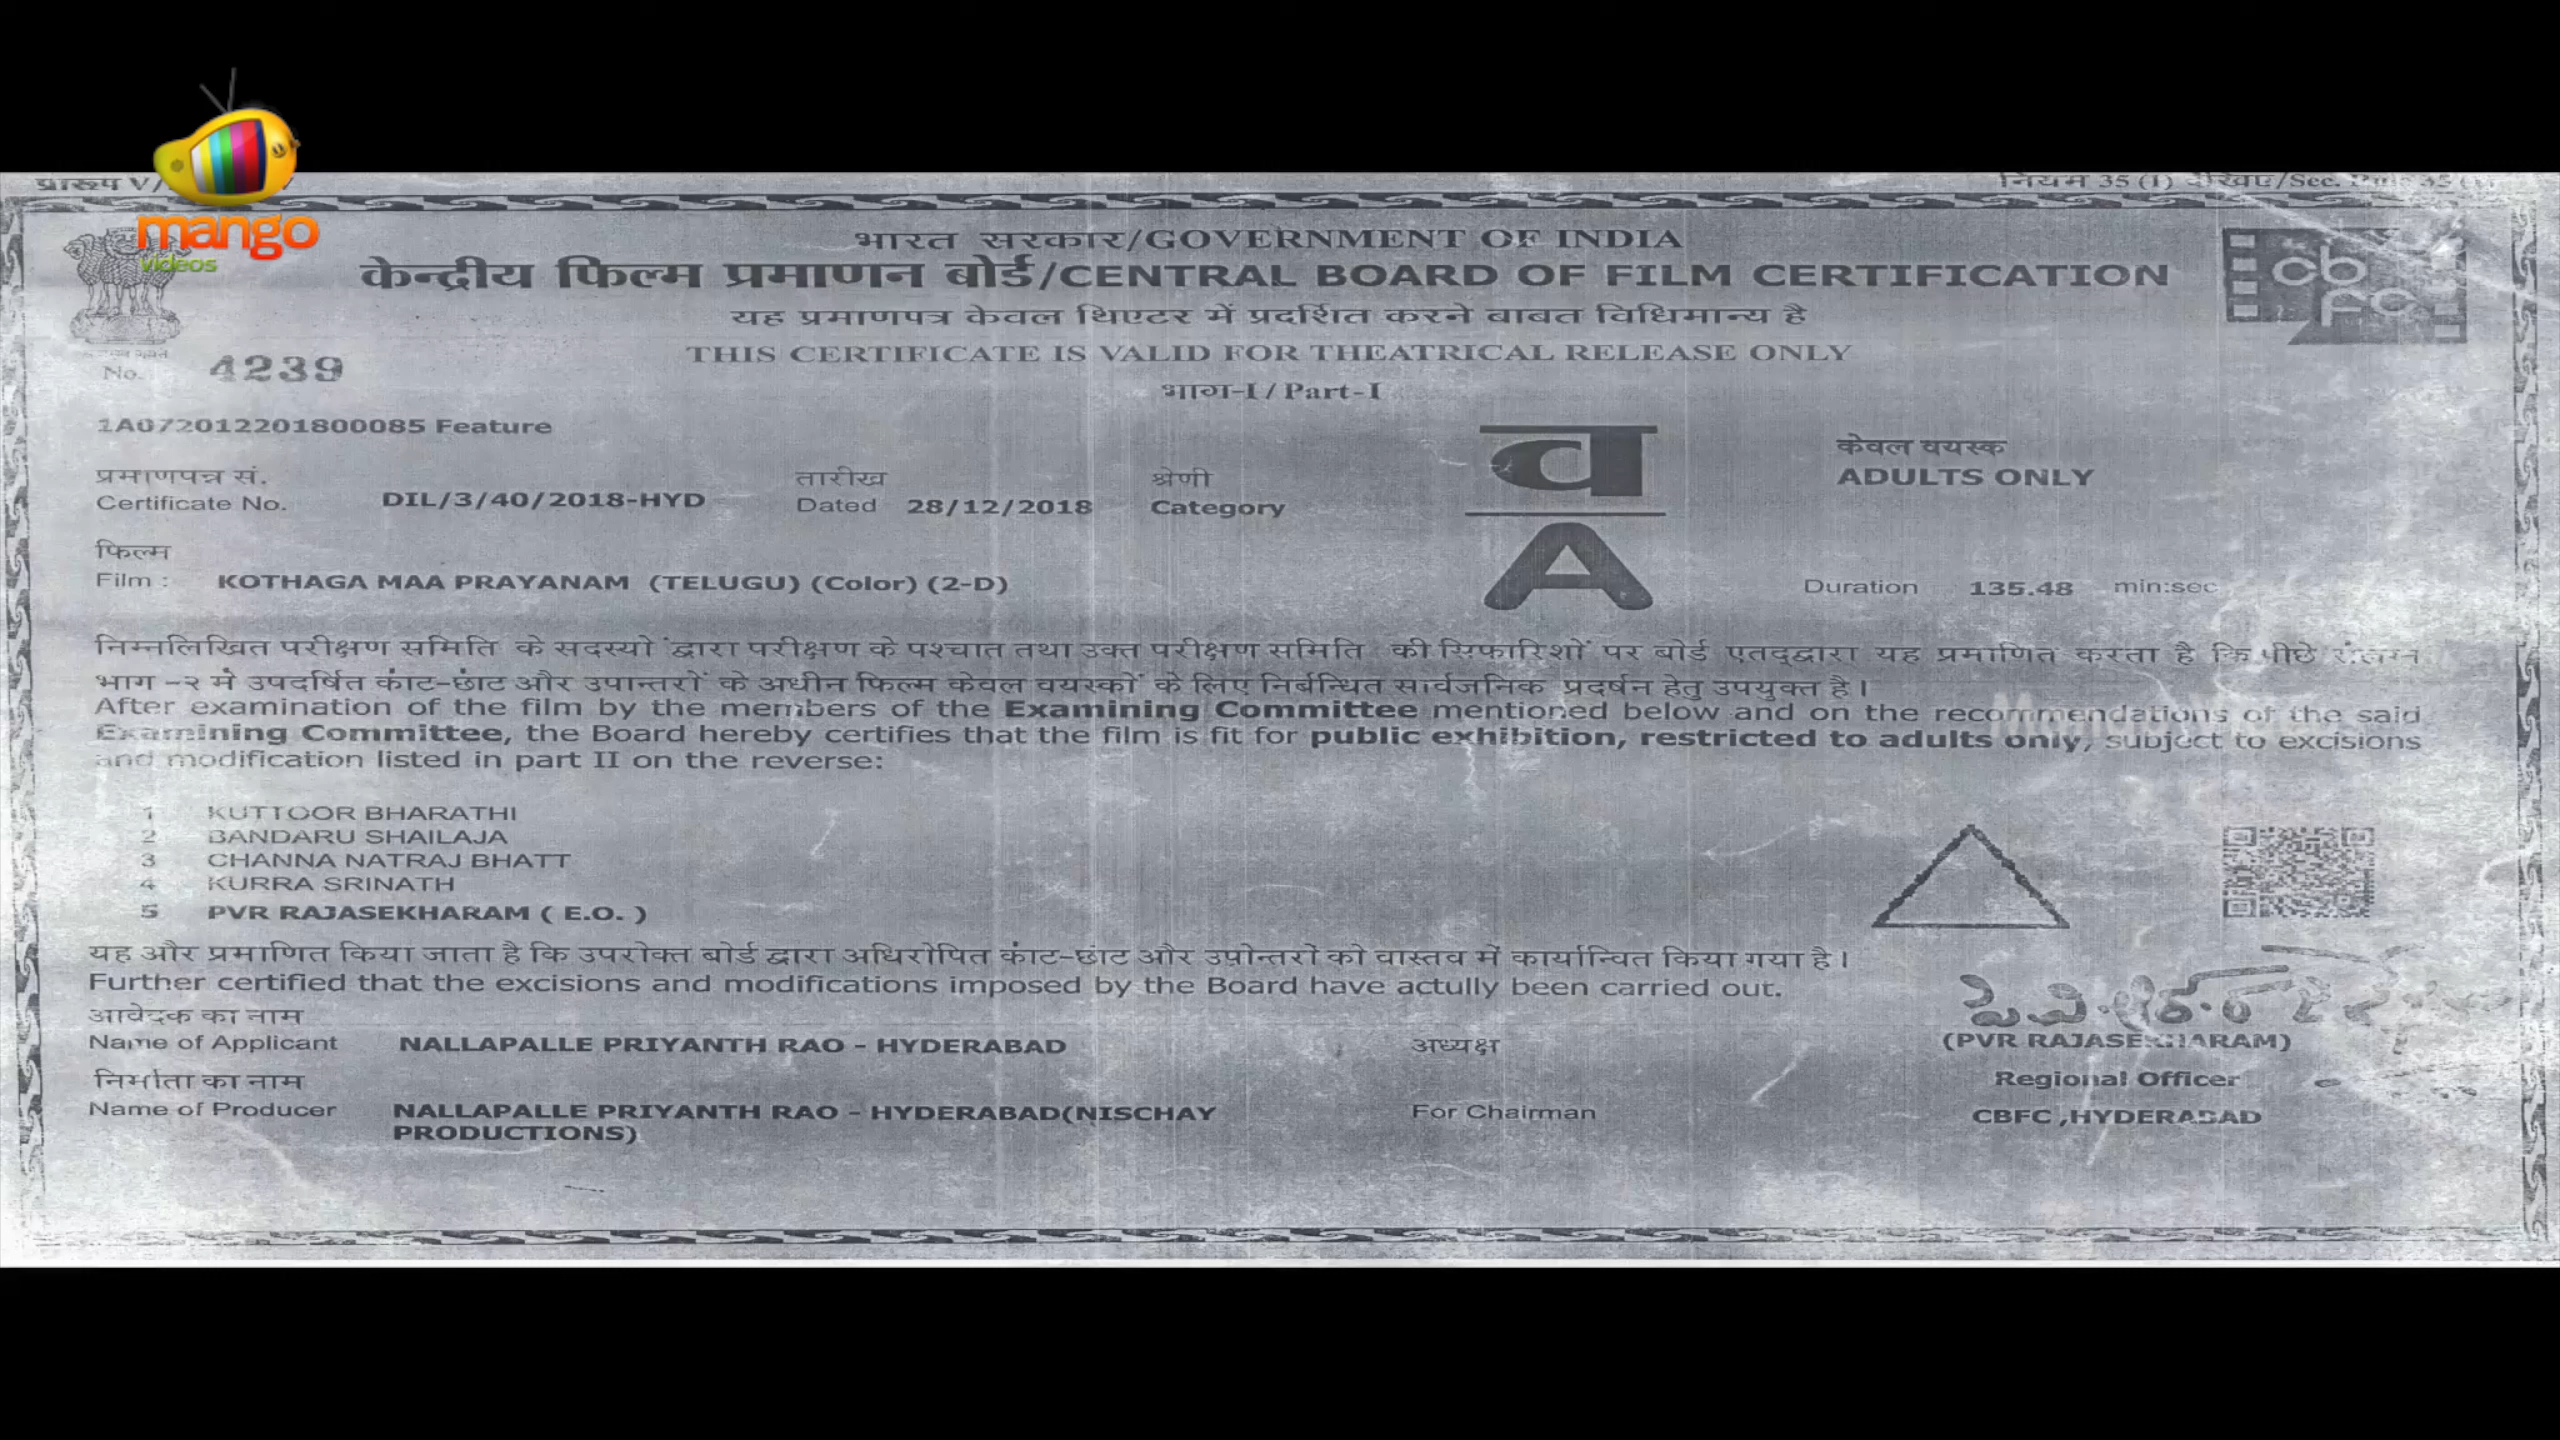 प्रारूप V/
नियम 35 (1) देखिए/Sec.
mango
videos
भारत सरकार/GOVERNMENT OF INDIA
केन्द्रीय फिल्म प्रमाणन बोर्ड/CENTRAL BOARD OF FILM CERTIFICATION
cbfc
यह प्रमाणपत्र केवल थिएटर में प्रदर्शित करने बाबत विधिमान्य है
THIS CERTIFICATE IS VALID FOR THEATRICAL RELEASE ONLY
No. 4239
भाग-I / Part-I
1A072012201800085 Feature
प्रमाणपत्र सं. तारीख श्रेणी व केवल वयस्क
Certificate No. DIL/3/40/2018-HYD Dated 28/12/2018 Category A ADULTS ONLY
फिल्म
Film : KOTHAGA MAA PRAYANAM (TELUGU) (Color) (2-D) Duration 135.48 min:sec
निम्नलिखित परीक्षण समिति के सदस्यों द्वारा परीक्षण के पश्चात तथा उक्त परीक्षण समिति की सिफारिशों पर बोर्ड एतद्द्वारा यह प्रमाणित करता है कि पीछे संलग्न
भाग -२ में उपदर्षित कांट-छांट और उपान्तरों के अधीन फिल्म केवल वयस्कों के लिए निर्बन्धित सार्वजनिक प्रदर्षन हेतु उपयुक्त है।
After examination of the film by the members of the Examining Committee mentioned below and on the recommendations of the said
Examining Committee, the Board hereby certifies that the film is fit for public exhibition, restricted to adults only, subject to excisions
and modification listed in part II on the reverse:
1 KUTTOOR BHARATHI
2 BANDARU SHAILAJA
3 CHANNA NATRAJ BHATT
4 KURRA SRINATH
5 PVR RAJASEKHARAM ( E.O. )
यह और प्रमाणित किया जाता है कि उपरोक्त बोर्ड द्वारा अधिरोपित कांट-छांट और उपोन्तरों को वास्तव में कार्यान्वित किया गया है।
Further certified that the excisions and modifications imposed by the Board have actully been carried out.
आवेदक का नाम
Name of Applicant NALLAPALLE PRIYANTH RAO - HYDERABAD अध्यक्ष (PVR RAJASEKHARAM)
निर्माता का नाम Regional Officer
Name of Producer NALLAPALLE PRIYANTH RAO - HYDERABAD(NISCHAY For Chairman CBFC ,HYDERABAD
PRODUCTIONS)